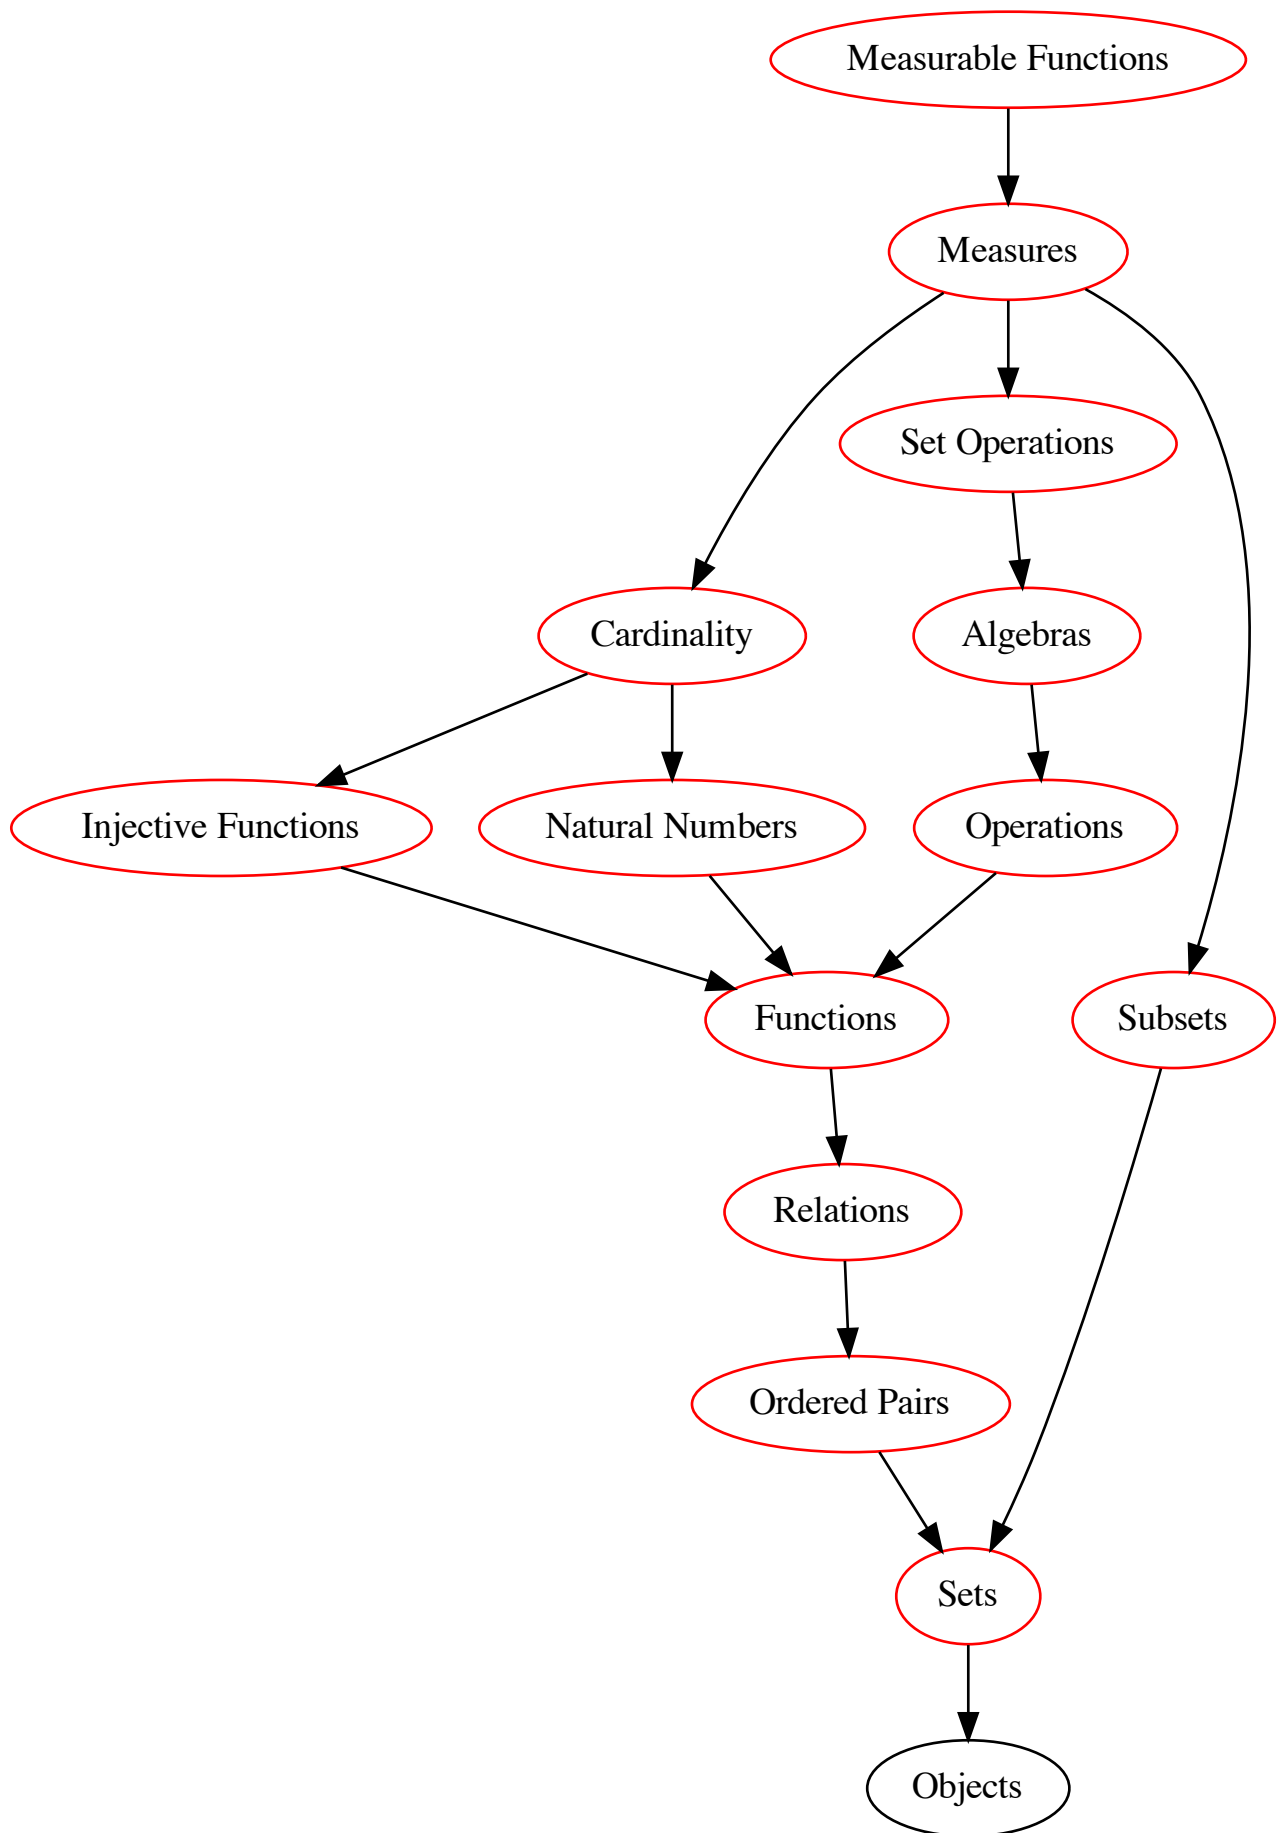 Measurable Functions
Measures
Set Operations
Cardinality
Algebras
Injective Functions
Natural Numbers
Operations
Functions
Subsets
Relations
Ordered Pairs
Sets
Objects